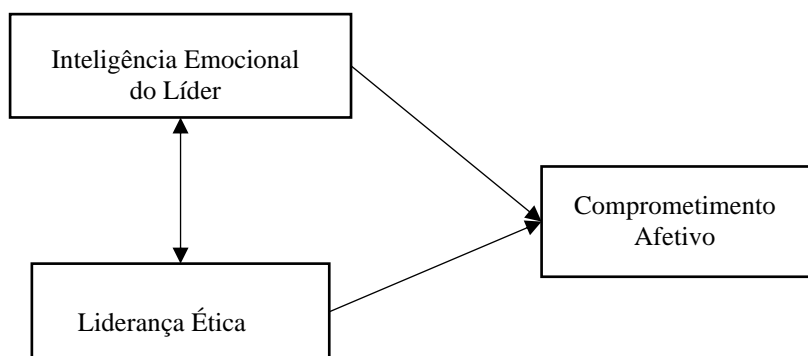 Inteligência Emocional
do Líder
Comprometimento
Afetivo
Liderança Ética